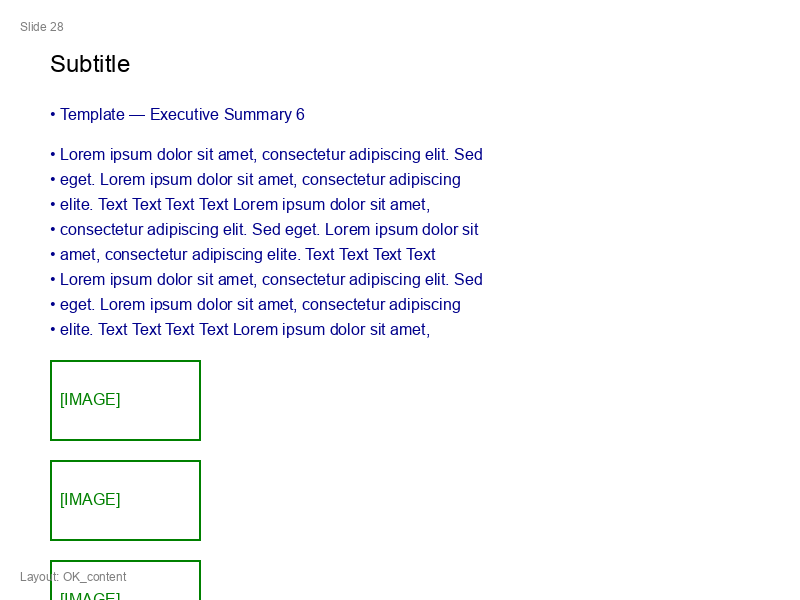 Slide 28
Subtitle
• Template — Executive Summary 6
• Lorem ipsum dolor sit amet, consectetur adipiscing elit. Sed
• eget. Lorem ipsum dolor sit amet, consectetur adipiscing
• elite. Text Text Text Text Lorem ipsum dolor sit amet,
• consectetur adipiscing elit. Sed eget. Lorem ipsum dolor sit
• amet, consectetur adipiscing elite. Text Text Text Text
• Lorem ipsum dolor sit amet, consectetur adipiscing elit. Sed
• eget. Lorem ipsum dolor sit amet, consectetur adipiscing
• elite. Text Text Text Text Lorem ipsum dolor sit amet,
[IMAGE]
[IMAGE]
Layout: OK_content
[IMAGE]